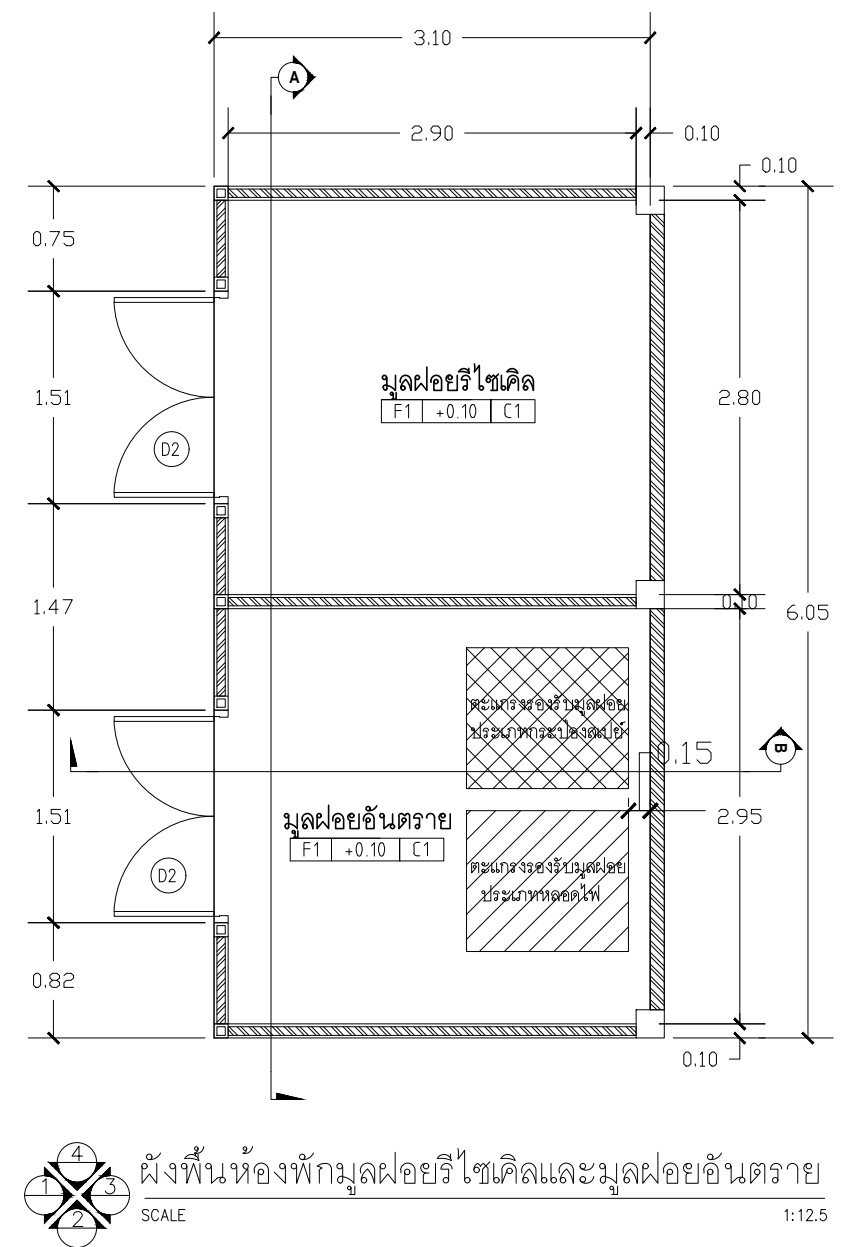 3.10
A
2.90
0.10
0.10
0.75
1.51
มูลฝอยรีไซเคิล
F1 +0.10 C1
2.80
D2
1.47
0.10
6.05
ตะแกรงรองรับมูลฝอย
ประเภทกระป๋องสเปย์
0.15
B
1.51
มูลฝอยอันตราย
F1 +0.10 C1
2.95
ตะแกรงรองรับมูลฝอย
ประเภทหลอดไฟ
D2
0.82
0.10
4
1 3
2
ผังพื้นห้องพักมูลฝอยรีไซเคิลและมูลฝอยอันตราย
SCALE 1:12.5